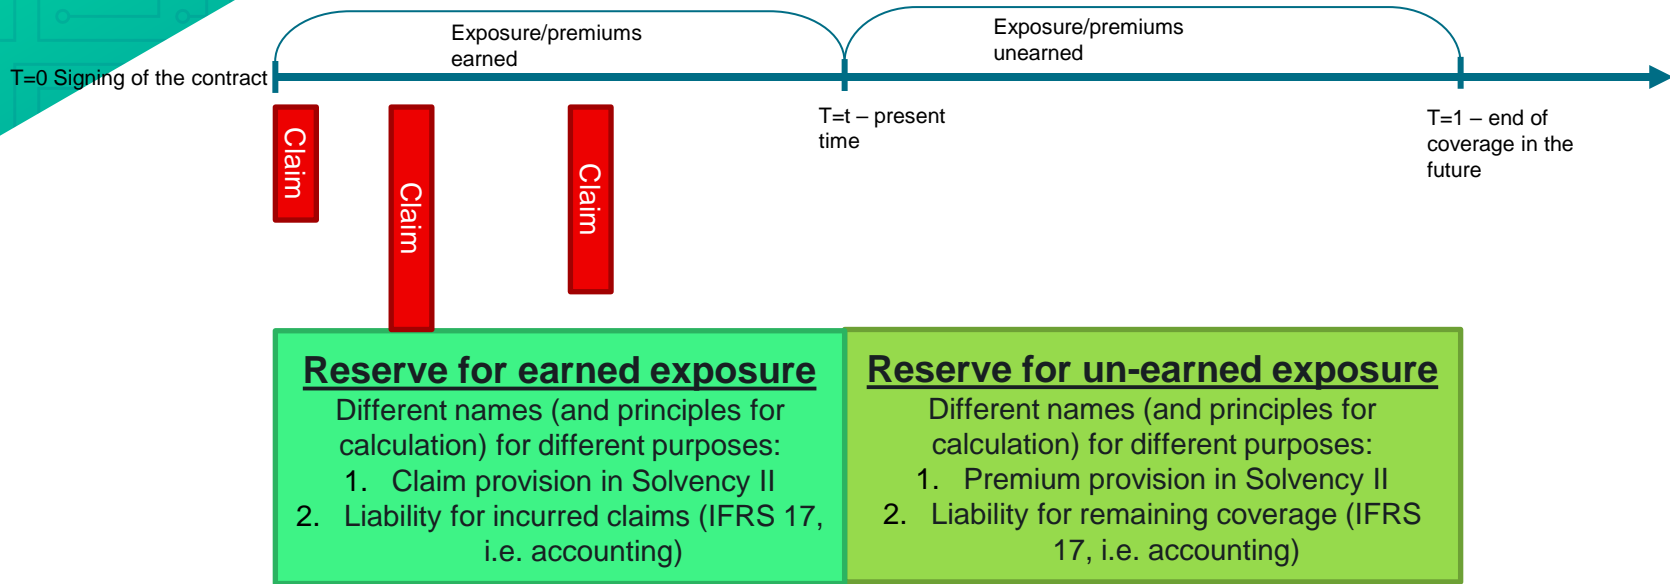 Exposure/premiums
earned
Exposure/premiums
unearned
T=0 Signing of the contract
T=t – present
time
T=1 – end of
coverage in the
future
Claim
Claim
Claim
Reserve for earned exposure
Different names (and principles for
calculation) for different purposes:
1. Claim provision in Solvency II
2. Liability for incurred claims (IFRS 17,
i.e. accounting)
Reserve for un-earned exposure
Different names (and principles for
calculation) for different purposes:
1. Premium provision in Solvency II
2. Liability for remaining coverage (IFRS
17, i.e. accounting)